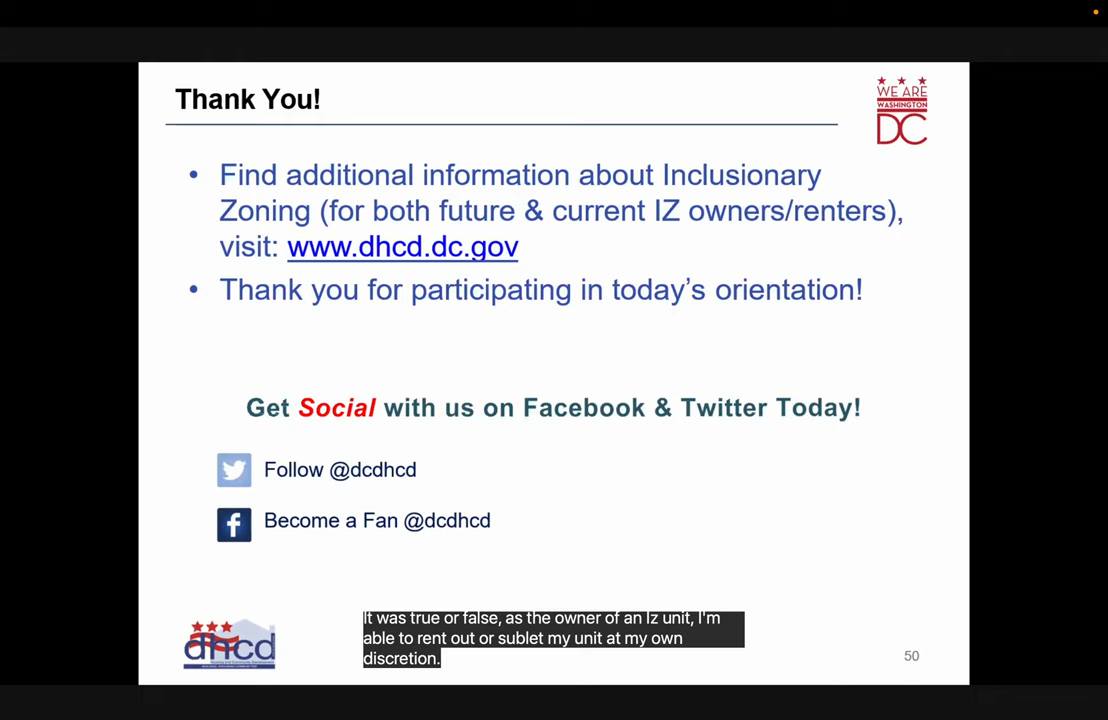 Thank You!
WE ARE
WASHINGTON
DC
• Find additional information about Inclusionary
Zoning (for both future & current IZ owners/renters),
visit: www.dhcd.dc.gov
• Thank you for participating in today's orientation!
Get Social with us on Facebook & Twitter Today!
Follow @dcdhcd
Become a Fan @dcdhcd
dhcd
It was true or false, as the owner of an Iz unit, I'm
able to rent out or sublet my unit at my own
discretion.
50